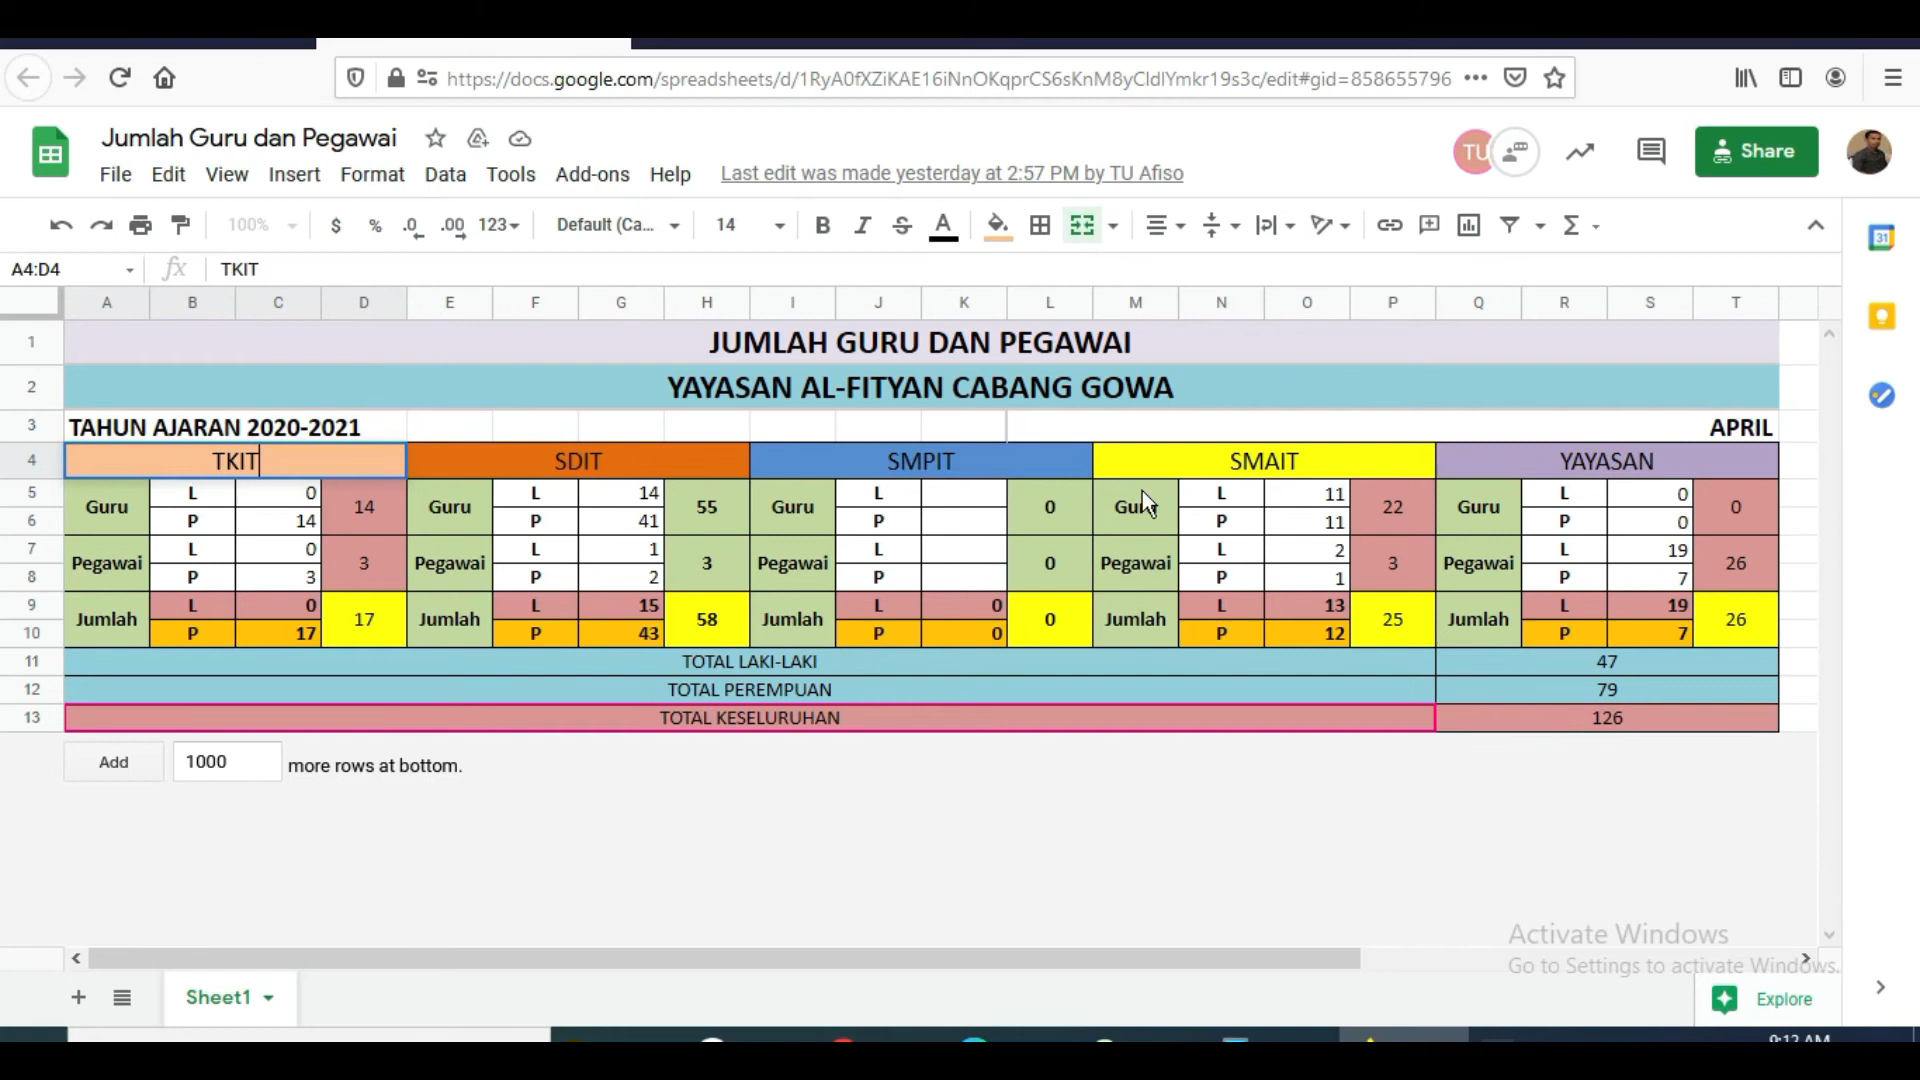 https://docs.google.com/spreadsheets/d/1RyA0fXZiKAE16iNnOKqprCS6sKnM8yCldlYmkr19s3c/edit#gid=858655796
Jumlah Guru dan Pegawai
TU
Share
File Edit View Insert Format Data Tools Add-ons Help Last edit was made yesterday at 2:57 PM by TU Afiso
100% $ % .0 .00 123 Default (Ca... 14 B I S A Σ
31
A4:D4 fx TKIT
A B C D E F G H I J K L M N O P Q R S T
1 JUMLAH GURU DAN PEGAWAI
2 YAYASAN AL-FITYAN CABANG GOWA
3 TAHUN AJARAN 2020-2021 APRIL
4 TKIT SDIT SMPIT SMAIT YAYASAN
5 Guru L 0 14 Guru L 14 55 Guru L 0 Guru L 11 22 Guru L 0 0
6 P 14 P 41 P P 11 P 0
7 Pegawai L 0 3 Pegawai L 1 3 Pegawai L 0 Pegawai L 2 3 Pegawai L 19 26
8 P 3 P 2 P P 1 P 7
9 Jumlah L 0 17 Jumlah L 15 58 Jumlah L 0 0 Jumlah L 13 25 Jumlah L 19 26
10 P 17 P 43 P 0 P 12 P 7
11 TOTAL LAKI-LAKI 47
12 TOTAL PEREMPUAN 79
13 TOTAL KESELURUHAN 126
Add 1000 more rows at bottom.
Activate Windows
Go to Settings to activate Windows.
Sheet1
Explore
9:12 AM